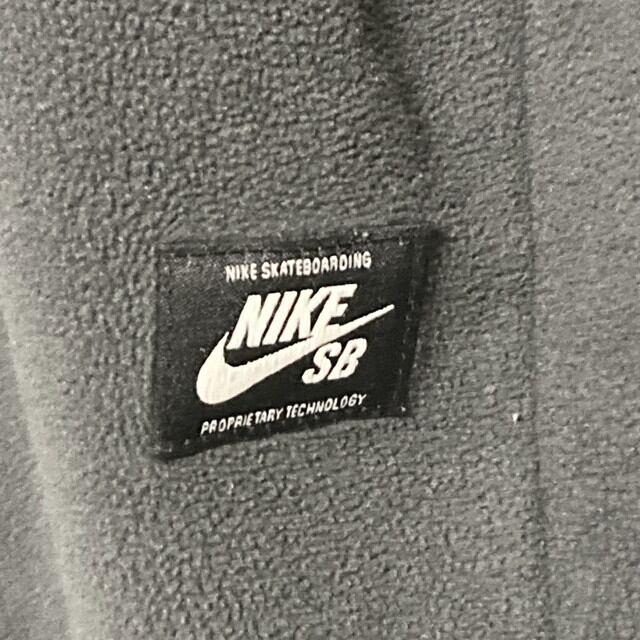 NIKE SKATEBOARDING
NIKE
SB
PROPRIETARY TECHNOLOGY